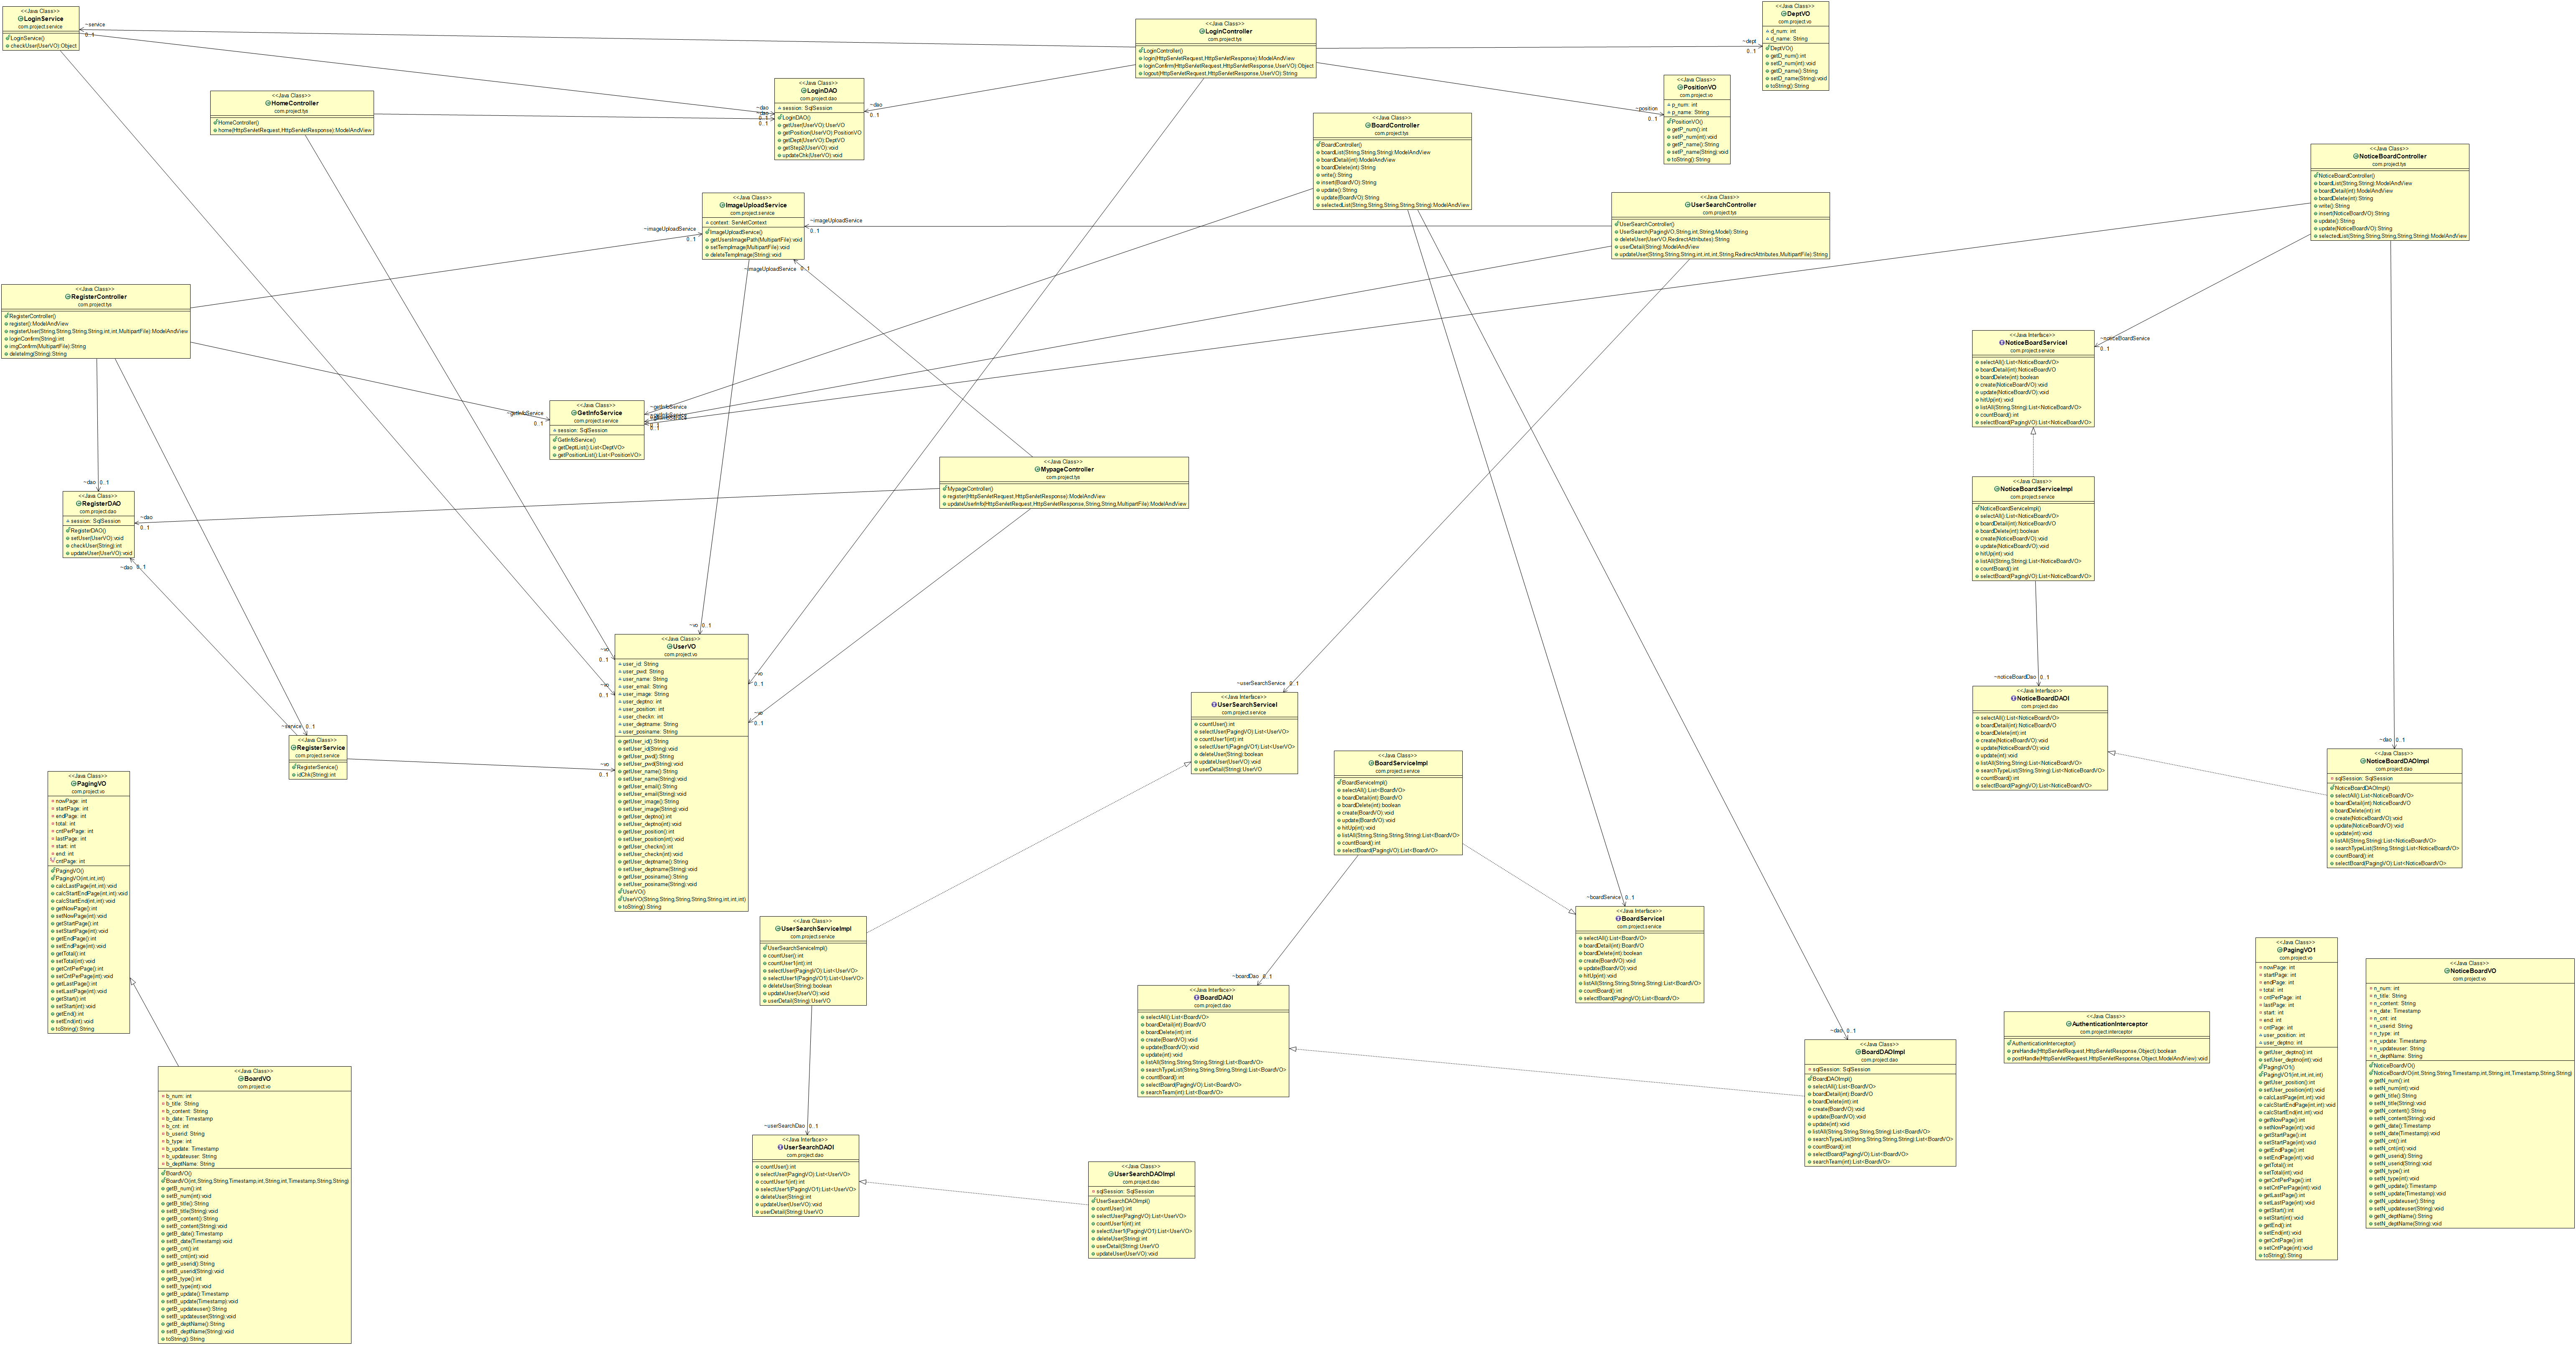 <<Java Class>>
LoginService
com.project.service
LoginService()
checkUser(UserVO):Object
~service
0..1
<<Java Class>>
LoginController
com.project.tys
LoginController()
login(HttpServletRequest,HttpServletResponse):ModelAndView
loginConfirm(HttpServletRequest,HttpServletResponse,UserVO):Object
logout(HttpServletRequest,HttpServletResponse,UserVO):String
~dept
0..1
<<Java Class>>
DeptVO
com.project.vo
d_num: int
d_name: String
DeptVO()
getD_num():int
setD_num(int):void
getD_name():String
setD_name(String):void
toString():String
<<Java Class>>
HomeController
com.project.tys
HomeController()
home(HttpServletRequest,HttpServletResponse):ModelAndView
<<Java Class>>
LoginDAO
com.project.dao
session: SqlSession
LoginDAO()
getUser(UserVO):UserVO
getPosition(UserVO):PositionVO
getDept(UserVO):DeptVO
getStep2(UserVO):void
updateChk(UserVO):void
~dao
~dao
0..1
0..1
~dao
0..1
~position
0..1
<<Java Class>>
PositionVO
com.project.vo
p_num: int
p_name: String
PositionVO()
getP_num():int
setP_num(int):void
getP_name():String
setP_name(String):void
toString():String
<<Java Class>>
BoardController
com.project.tys
BoardController()
boardList(String,String,String):ModelAndView
boardDetail(int):ModelAndView
boardDelete(int):String
write():String
insert(BoardVO):String
update():String
update(BoardVO):String
selectedList(String,String,String,String,String):ModelAndView
<<Java Class>>
NoticeBoardController
com.project.tys
NoticeBoardController()
boardList(String,String):ModelAndView
boardDetail(int):ModelAndView
boardDelete(int):String
write():String
insert(NoticeBoardVO):String
update():String
update(NoticeBoardVO):String
selectedList(String,String,String,String,String):ModelAndView
<<Java Class>>
ImageUploadService
com.project.service
context: ServletContext
ImageUploadService()
getUsersImagePath(MultipartFile):void
setTempImage(MultipartFile):void
deleteTempImage(String):void
~imageUploadService
0..1
~imageUploadService
0..1
~imageUploadService
0..1
<<Java Class>>
UserSearchController
com.project.tys
UserSearchController()
UserSearch(PagingVO,String,int,String,Model):String
deleteUser(UserVO,RedirectAttributes):String
userDetail(String):ModelAndView
updateUser(String,String,String,int,int,int,String,RedirectAttributes,MultipartFile):String
<<Java Class>>
RegisterController
com.project.tys
RegisterController()
register():ModelAndView
registerUser(String,String,String,String,int,int,MultipartFile):ModelAndView
loginConfirm(String):int
imgConfirm(MultipartFile):String
deleteImg(String):String
<<Java Interface>>
NoticeBoardServiceI
com.project.service
selectAll():List<NoticeBoardVO>
boardDetail(int):NoticeBoardVO
boardDelete(int):boolean
create(NoticeBoardVO):void
update(NoticeBoardVO):void
hitUp(int):void
listAll(String,String):List<NoticeBoardVO>
countBoard():int
selectBoard(PagingVO):List<NoticeBoardVO>
~noticeBoardService
0..1
<<Java Class>>
GetInfoService
com.project.service
session: SqlSession
GetInfoService()
getDeptList():List<DeptVO>
getPositionList():List<PositionVO>
~getInfoService
0..1
~getInfoService
0..1
<<Java Class>>
MypageController
com.project.tys
MypageController()
register(HttpServletRequest,HttpServletResponse):ModelAndView
updateUserInfo(HttpServletRequest,HttpServletResponse,String,String,MultipartFile):ModelAndView
<<Java Class>>
NoticeBoardServiceImpl
com.project.service
NoticeBoardServiceImpl()
selectAll():List<NoticeBoardVO>
boardDetail(int):NoticeBoardVO
boardDelete(int):boolean
create(NoticeBoardVO):void
update(NoticeBoardVO):void
hitUp(int):void
listAll(String,String):List<NoticeBoardVO>
countBoard():int
selectBoard(PagingVO):List<NoticeBoardVO>
~dao 0..1
<<Java Class>>
RegisterDAO
com.project.dao
session: SqlSession
RegisterDAO()
setUser(UserVO):void
checkUser(String):int
updateUser(UserVO):void
~dao
0..1
~dao 0..1
~vo 0..1
<<Java Class>>
UserVO
com.project.vo
user_id: String
user_pwd: String
user_name: String
user_email: String
user_image: String
user_deptno: int
user_position: int
user_checkn: int
user_deptname: String
user_posiname: String
getUser_id():String
setUser_id(String):void
getUser_pwd():String
setUser_pwd(String):void
getUser_name():String
setUser_name(String):void
getUser_email():String
setUser_email(String):void
getUser_image():String
setUser_image(String):void
getUser_deptno():int
setUser_deptno(int):void
getUser_position():int
setUser_position(int):void
getUser_checkn():int
setUser_checkn(int):void
getUser_deptname():String
setUser_deptname(String):void
getUser_posiname():String
setUser_posiname(String):void
UserVO()
UserVO(String,String,String,String,String,int,int,int)
toString():String
~vo
0..1
~vo
0..1
~vo
0..1
~vo
0..1
~vo
0..1
~service 0..1
<<Java Class>>
RegisterService
com.project.service
RegisterService()
idChk(String):int
~userSearchService 0..1
<<Java Interface>>
UserSearchServiceI
com.project.service
countUser():int
selectUser(PagingVO):List<UserVO>
countUser1(int):int
selectUser1(PagingVO1):List<UserVO>
deleteUser(String):boolean
updateUser(UserVO):void
userDetail(String):UserVO
~noticeBoardDao 0..1
<<Java Interface>>
NoticeBoardDAOI
com.project.dao
selectAll():List<NoticeBoardVO>
boardDetail(int):NoticeBoardVO
boardDelete(int):int
create(NoticeBoardVO):void
update(NoticeBoardVO):void
update(int):void
listAll(String,String):List<NoticeBoardVO>
searchTypeList(String,String):List<NoticeBoardVO>
countBoard():int
selectBoard(PagingVO):List<NoticeBoardVO>
~dao 0..1
<<Java Class>>
NoticeBoardDAOImpl
com.project.dao
sqlSession: SqlSession
NoticeBoardDAOImpl()
selectAll():List<NoticeBoardVO>
boardDetail(int):NoticeBoardVO
boardDelete(int):int
create(NoticeBoardVO):void
update(NoticeBoardVO):void
update(int):void
listAll(String,String):List<NoticeBoardVO>
searchTypeList(String,String):List<NoticeBoardVO>
countBoard():int
selectBoard(PagingVO):List<NoticeBoardVO>
<<Java Class>>
BoardServiceImpl
com.project.service
BoardServiceImpl()
selectAll():List<BoardVO>
boardDetail(int):BoardVO
boardDelete(int):boolean
create(BoardVO):void
update(BoardVO):void
hitUp(int):void
listAll(String,String,String,String):List<BoardVO>
countBoard():int
selectBoard(PagingVO):List<BoardVO>
<<Java Class>>
PagingVO
com.project.vo
nowPage: int
startPage: int
endPage: int
total: int
cntPerPage: int
lastPage: int
start: int
end: int
cntPage: int
PagingVO()
PagingVO(int,int,int)
calcLastPage(int,int):void
calcStartEndPage(int,int):void
calcStartEnd(int,int):void
getNowPage():int
setNowPage(int):void
getStartPage():int
setStartPage(int):void
getEndPage():int
setEndPage(int):void
getTotal():int
setTotal(int):void
getCntPerPage():int
setCntPerPage(int):void
getLastPage():int
setLastPage(int):void
getStart():int
setStart(int):void
getEnd():int
setEnd(int):void
toString():String
<<Java Class>>
UserSearchServiceImpl
com.project.service
UserSearchServiceImpl()
countUser():int
countUser1(int):int
selectUser(PagingVO):List<UserVO>
selectUser1(PagingVO1):List<UserVO>
deleteUser(String):boolean
updateUser(UserVO):void
userDetail(String):UserVO
~boardService 0..1
<<Java Interface>>
BoardServiceI
com.project.service
selectAll():List<BoardVO>
boardDetail(int):BoardVO
boardDelete(int):boolean
create(BoardVO):void
update(BoardVO):void
hitUp(int):void
listAll(String,String,String,String):List<BoardVO>
countBoard():int
selectBoard(PagingVO):List<BoardVO>
~boardDao 0..1
<<Java Interface>>
BoardDAOI
com.project.dao
selectAll():List<BoardVO>
boardDetail(int):BoardVO
boardDelete(int):int
create(BoardVO):void
update(BoardVO):void
update(int):void
listAll(String,String,String,String):List<BoardVO>
searchTypeList(String,String,String,String):List<BoardVO>
countBoard():int
selectBoard(PagingVO):List<BoardVO>
searchTeam(int):List<BoardVO>
~dao 0..1
<<Java Class>>
BoardDAOImpl
com.project.dao
sqlSession: SqlSession
BoardDAOImpl()
selectAll():List<BoardVO>
boardDetail(int):BoardVO
boardDelete(int):int
create(BoardVO):void
update(BoardVO):void
update(int):void
listAll(String,String,String,String):List<BoardVO>
searchTypeList(String,String,String,String):List<BoardVO>
countBoard():int
selectBoard(PagingVO):List<BoardVO>
searchTeam(int):List<BoardVO>
<<Java Class>>
AuthenticationInterceptor
com.project.interceptor
AuthenticationInterceptor()
preHandle(HttpServletRequest,HttpServletResponse,Object):boolean
postHandle(HttpServletRequest,HttpServletResponse,Object,ModelAndView):void
<<Java Class>>
PagingVO1
com.project.vo
nowPage: int
startPage: int
endPage: int
total: int
cntPerPage: int
lastPage: int
start: int
end: int
cntPage: int
user_position: int
user_deptno: int
getUser_deptno():int
setUser_deptno(int):void
PagingVO1()
PagingVO1(int,int,int,int)
getUser_position():int
setUser_position(int):void
calcLastPage(int,int):void
calcStartEndPage(int,int):void
calcStartEnd(int,int):void
getNowPage():int
setNowPage(int):void
getStartPage():int
setStartPage(int):void
getEndPage():int
setEndPage(int):void
getTotal():int
setTotal(int):void
getCntPerPage():int
setCntPerPage(int):void
getLastPage():int
setLastPage(int):void
getStart():int
setStart(int):void
getEnd():int
setEnd(int):void
getCntPage():int
setCntPage(int):void
toString():String
<<Java Class>>
NoticeBoardVO
com.project.vo
n_num: int
n_title: String
n_content: String
n_date: Timestamp
n_cnt: int
n_userid: String
n_type: int
n_update: Timestamp
n_updateuser: String
n_deptName: String
NoticeBoardVO()
NoticeBoardVO(int,String,String,Timestamp,int,String,int,Timestamp,String,String)
getN_num():int
setN_num(int):void
getN_title():String
setN_title(String):void
getN_content():String
setN_content(String):void
getN_date():Timestamp
setN_date(Timestamp):void
getN_cnt():int
setN_cnt(int):void
getN_userid():String
setN_userid(String):void
getN_type():int
setN_type(int):void
getN_update():Timestamp
setN_update(Timestamp):void
getN_updateuser():String
setN_updateuser(String):void
getN_deptName():String
setN_deptName(String):void
<<Java Class>>
BoardVO
com.project.vo
b_num: int
b_title: String
b_content: String
b_date: Timestamp
b_cnt: int
b_userid: String
b_type: int
b_update: Timestamp
b_updateuser: String
b_deptName: String
BoardVO()
BoardVO(int,String,String,Timestamp,int,String,int,Timestamp,String,String)
getB_num():int
setB_num(int):void
getB_title():String
setB_title(String):void
getB_content():String
setB_content(String):void
getB_date():Timestamp
setB_date(Timestamp):void
getB_cnt():int
setB_cnt(int):void
getB_userid():String
setB_userid(String):void
getB_type():int
setB_type(int):void
getB_update():Timestamp
setB_update(Timestamp):void
getB_updateuser():String
setB_updateuser(String):void
getB_deptName():String
setB_deptName(String):void
toString():String
~userSearchDao 0..1
<<Java Interface>>
UserSearchDAOI
com.project.dao
countUser():int
selectUser(PagingVO):List<UserVO>
countUser1(int):int
selectUser1(PagingVO1):List<UserVO>
deleteUser(String):int
updateUser(UserVO):void
userDetail(String):UserVO
<<Java Class>>
UserSearchDAOImpl
com.project.dao
sqlSession: SqlSession
UserSearchDAOImpl()
countUser():int
selectUser(PagingVO):List<UserVO>
countUser1(int):int
selectUser1(PagingVO1):List<UserVO>
deleteUser(String):int
userDetail(String):UserVO
updateUser(UserVO):void